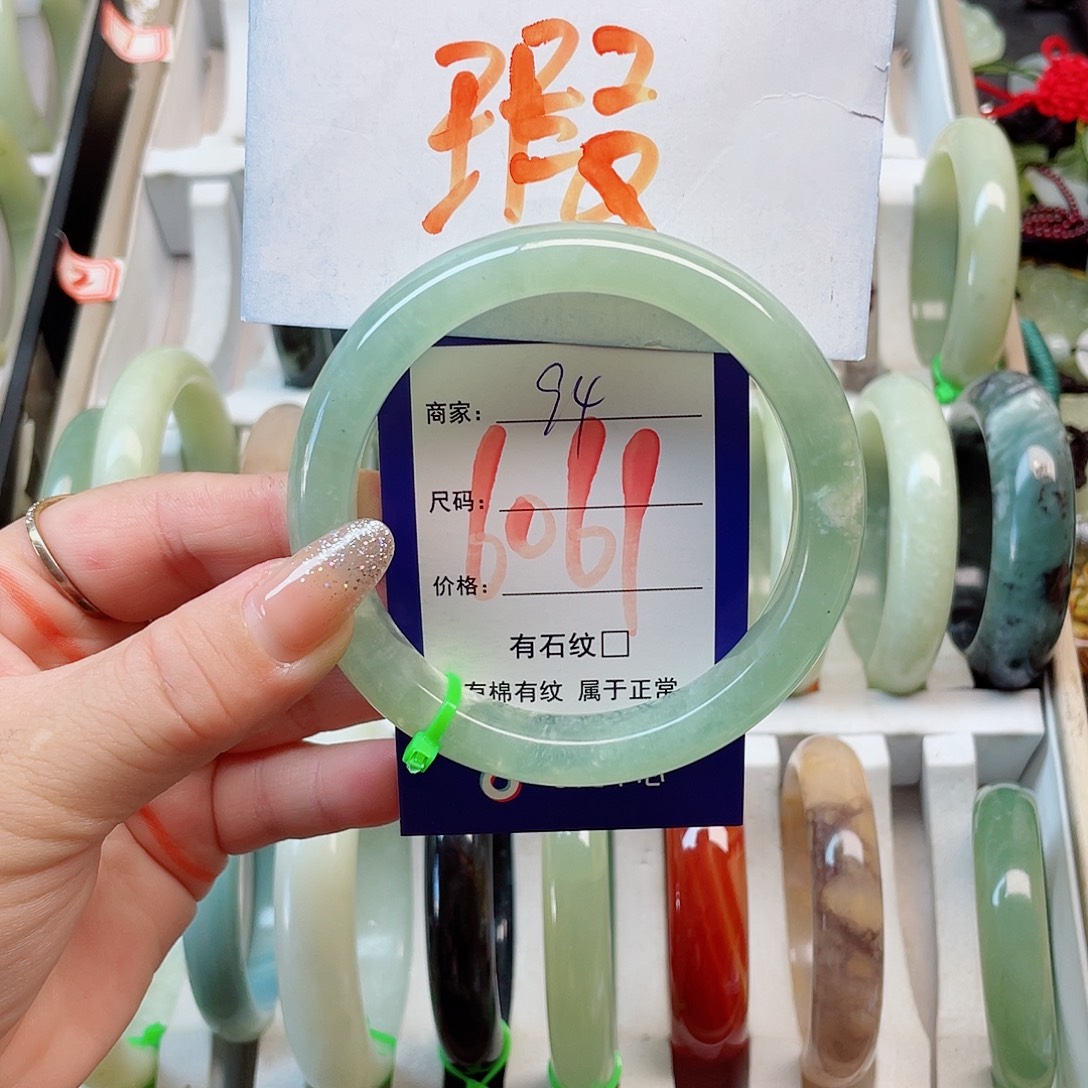 瑕
商家: 94
尺码: 6061
价格:
有石纹□
有棉有纹 属于正常